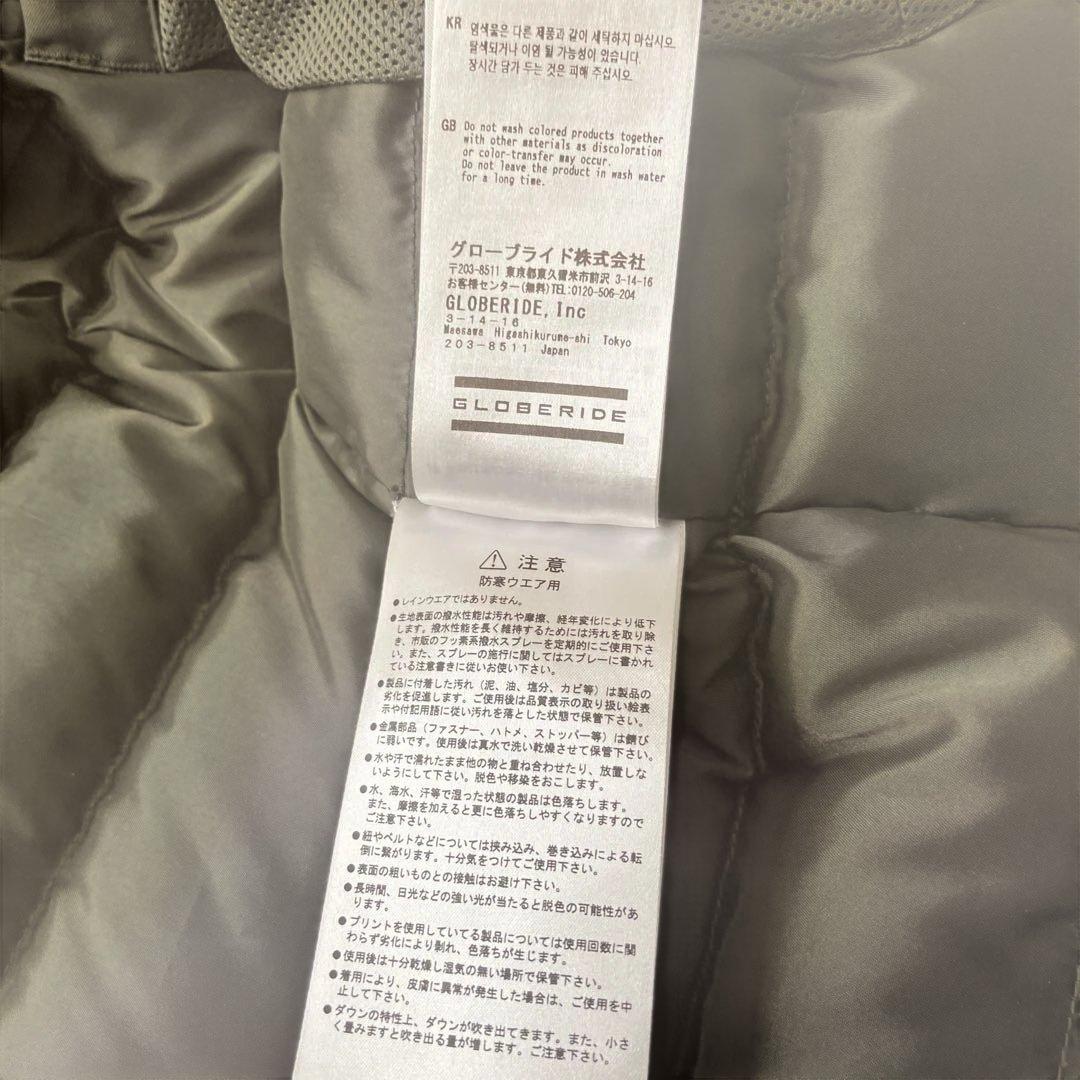 KR 염색물은 다른 제품과 같이 세탁하지 마십시오.
탈색되거나 이염 될 가능성이 있습니다.
장시간 담가 두는 것은 피해 주십시오.
GB Do not wash colored products together
with other materials as discoloration
or color-transfer may occur.
Do not leave the product in wash water
for a long time.
グローブライド株式会社
〒203-8511 東京都東久留米市前沢 3-14-16
お客様センター(無料)TEL:0120-506-204
GLOBERIDE, Inc
3-14-16
Maesawa Higashikurume-shi Tokyo
203-8511 Japan
GLOBERIDE
注意
防寒ウエア用
●レインウエアではありません。
●生地表面の撥水性能は汚れや摩擦、経年変化により低下
します。撥水性能を長く維持するためには汚れを取り除
き、市販のフッ素系撥水スプレーを定期的にご使用下さ
い。また、スプレーの施行に関してはスプレーに書かれ
ている注意書きに従いお使い下さい。
●製品に付着した汚れ（泥、油、塩分、カビ等）は製品の
劣化を促進します。ご使用後は品質表示の取り扱い絵表
示や付記用語に従い汚れを落とした状態で保管下さい。
●金属部品（ファスナー、ハトメ、ストッパー等）は錆び
に弱いです。使用後は真水で洗い乾燥させて保管下さい。
●水や汗で濡れたまま他の物と重ね合わせたり、放置しな
いようにして下さい。脱色や移染をおこします。
●水、海水、汗等で湿った状態の製品は色落ちします。
また、摩擦を加えると更に色落ちしやすくなりますので
ご注意下さい。
●紐やベルトなどについては挟み込み、巻き込みによる転
倒に繋がります。十分気をつけてご使用下さい。
●表面の粗いものとの接触はお避け下さい。
●長時間、日光などの強い光が当たると脱色の可能性があ
ります。
●プリントを使用していてる製品については使用回数に関
わらず劣化により剥れ、色落ちが生じます。
●使用後は十分乾燥し湿気の無い場所で保管下さい。
●着用により、皮膚に異常が発生した場合は、ご使用を中
止して下さい。
●ダウンの特性上、ダウンが吹き出てきます。また、小さ
く畳みますと吹き出る量が増します。ご注意下さい。